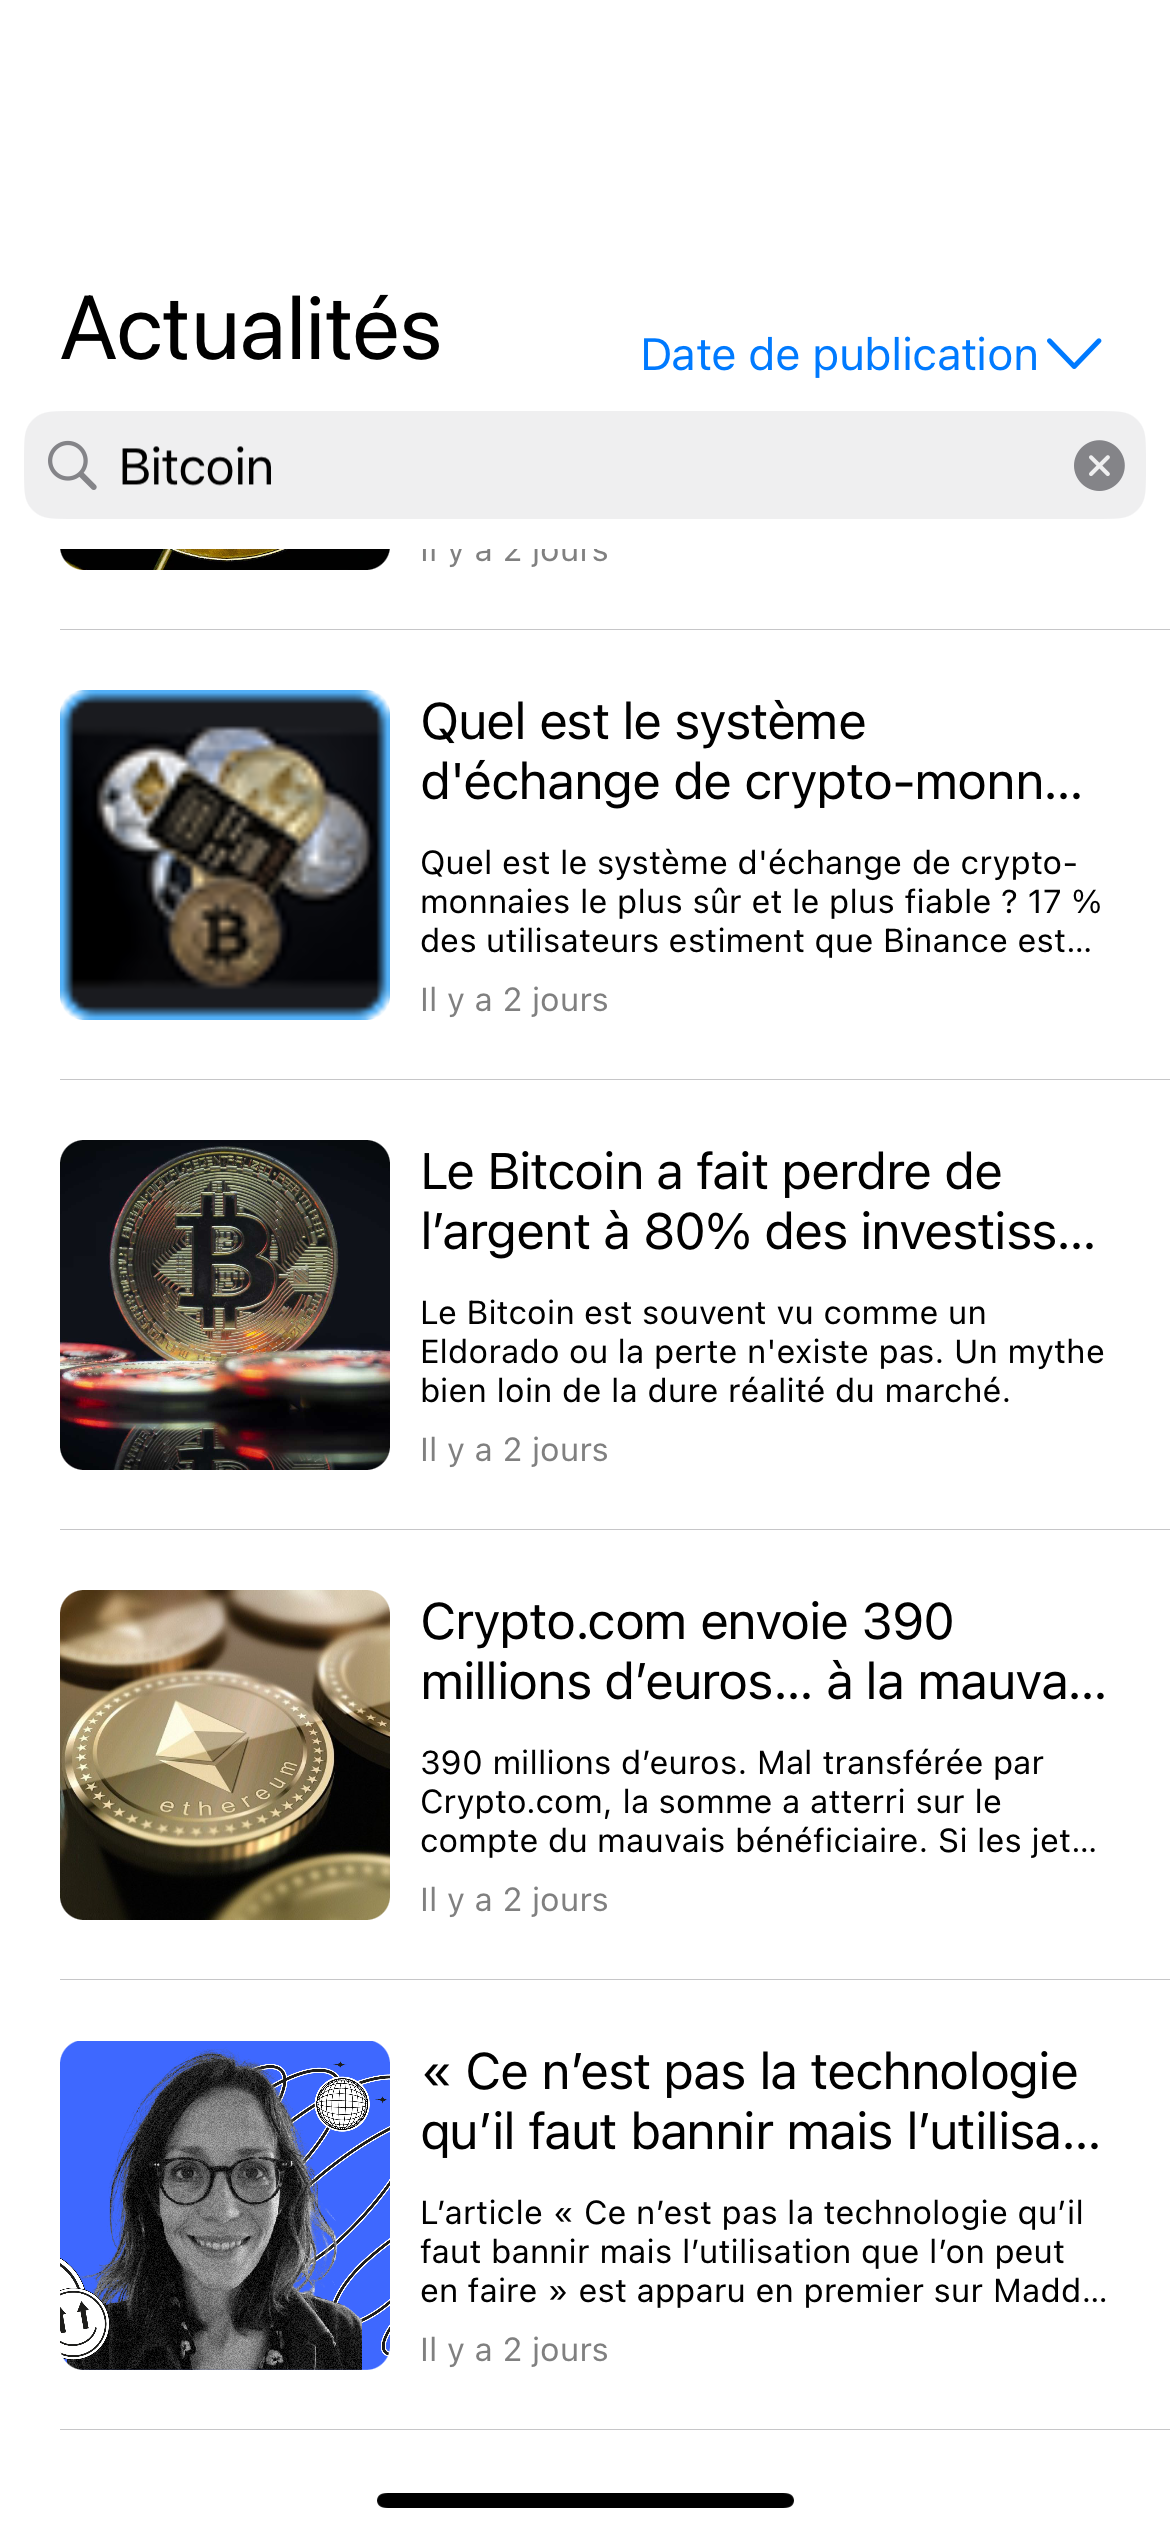 Actualités
Date de publication
Bitcoin
Il y a 2 jours
Quel est le système
d'échange de crypto-monn...
Quel est le système d'échange de crypto-
monnaies le plus sûr et le plus fiable ? 17 %
des utilisateurs estiment que Binance est...
Il y a 2 jours
Le Bitcoin a fait perdre de
l’argent à 80% des investiss...
Le Bitcoin est souvent vu comme un
Eldorado ou la perte n'existe pas. Un mythe
bien loin de la dure réalité du marché.
Il y a 2 jours
Crypto.com envoie 390
millions d’euros... à la mauva...
390 millions d’euros. Mal transférée par
Crypto.com, la somme a atterri sur le
compte du mauvais bénéficiaire. Si les jet...
Il y a 2 jours
ethereum
« Ce n’est pas la technologie
qu’il faut bannir mais l’utilisa...
L’article « Ce n’est pas la technologie qu’il
faut bannir mais l’utilisation que l’on peut
en faire » est apparu en premier sur Madd...
Il y a 2 jours